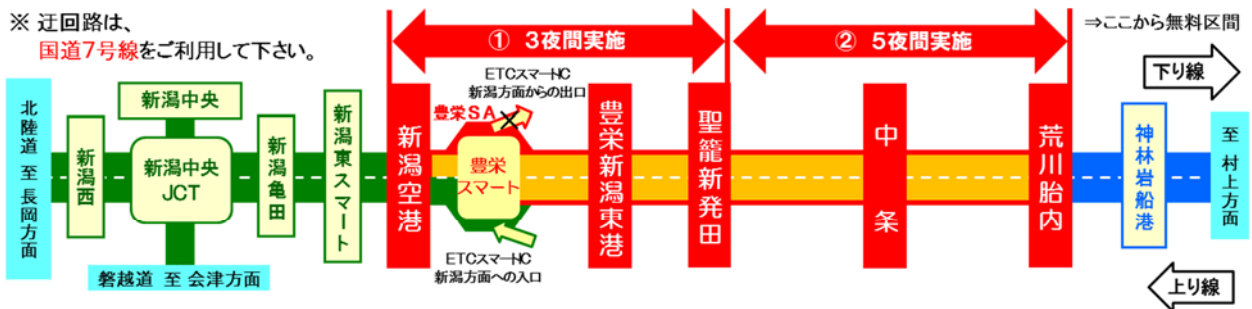 ※ 迂回路は、
国道7号線をご利用して下さい。
① 3夜間実施
② 5夜間実施
⇒ここから無料区間
下り線
北陸道 至 長岡方面
新潟西
新潟中央
新潟中央
JCT
磐越道 至 会津方面
新潟亀田
新潟東スマート
新潟空港
ETCスマートIC
新潟方面からの出口
豊栄SA
豊栄
スマート
ETCスマートIC
新潟方面への入口
豊栄新潟東港
聖籠新発田
中条
荒川胎内
神林岩船港
至 村上方面
上り線